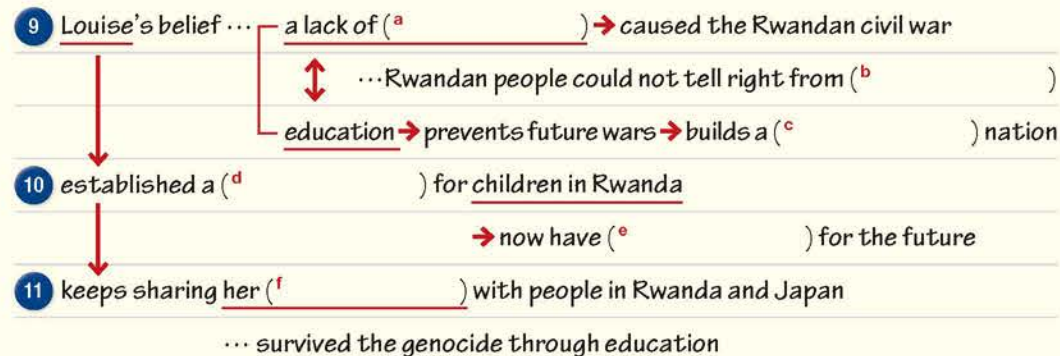 9 Louise's belief … a lack of (a ) → caused the Rwandan civil war
↕ …Rwandan people could not tell right from (b )
education → prevents future wars → builds a (c ) nation
10 established a (d ) for children in Rwanda
→ now have (e ) for the future
11 keeps sharing her (f ) with people in Rwanda and Japan
… survived the genocide through education